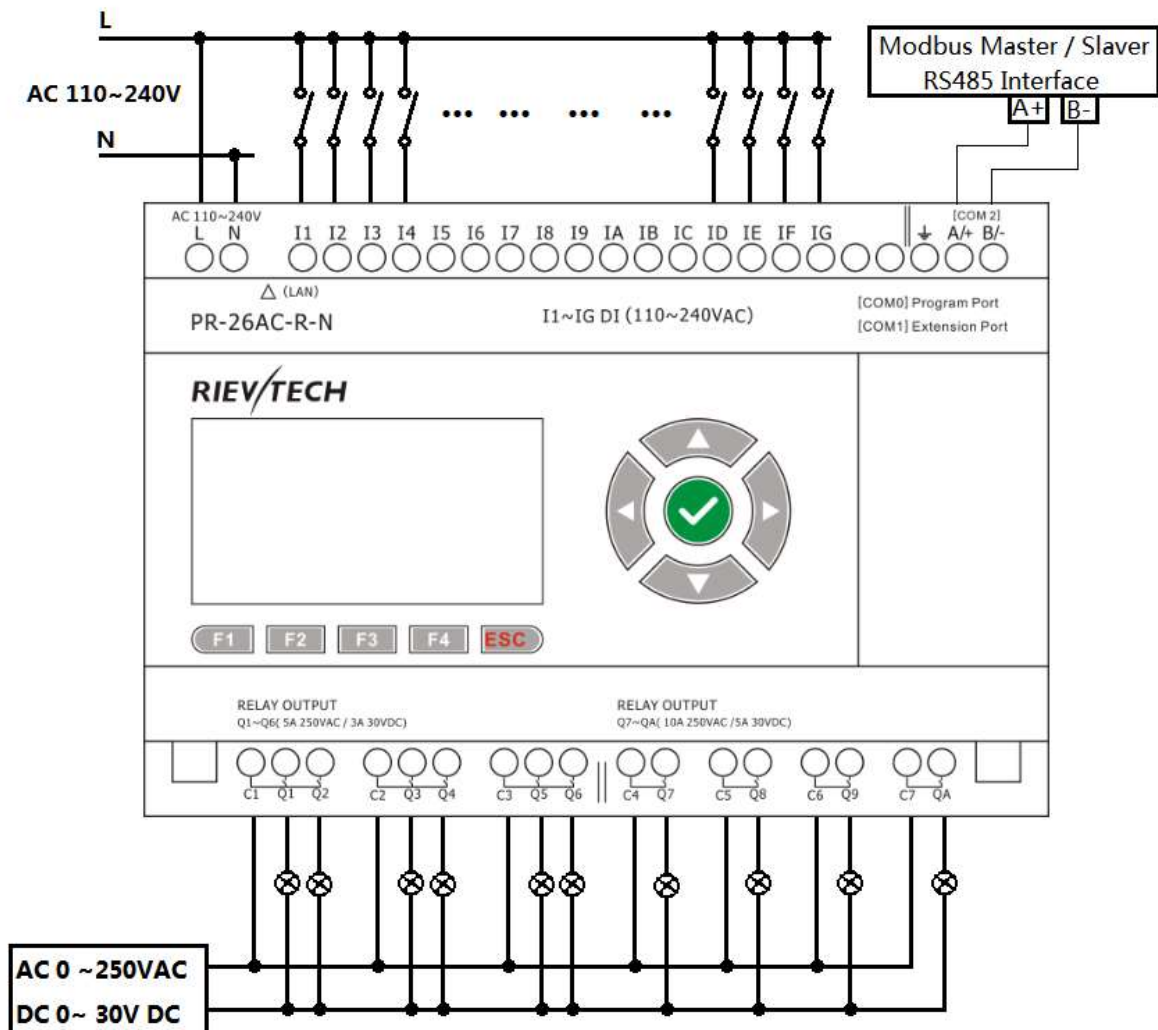 L
AC 110~240V
N
••• ••• ••• •••
Modbus Master / Slaver
RS485 Interface
A+ B-
AC 110~240V
L N I1 I2 I3 I4 I5 I6 I7 I8 I9 IA IB IC ID IE IF IG
[COM 2]
A/+ B/-
(LAN)
PR-26AC-R-N
I1~IG DI (110~240VAC)
[COM0] Program Port
[COM1] Extension Port
RIEVTECH
F1 F2 F3 F4 ESC
RELAY OUTPUT
Q1~Q6( 5A 250VAC / 3A 30VDC)
RELAY OUTPUT
Q7~QA( 10A 250VAC /5A 30VDC)
C1 Q1 Q2 C2 Q3 Q4 C3 Q5 Q6 C4 Q7 C5 Q8 C6 Q9 C7 QA
AC 0 ~250VAC
DC 0~ 30V DC